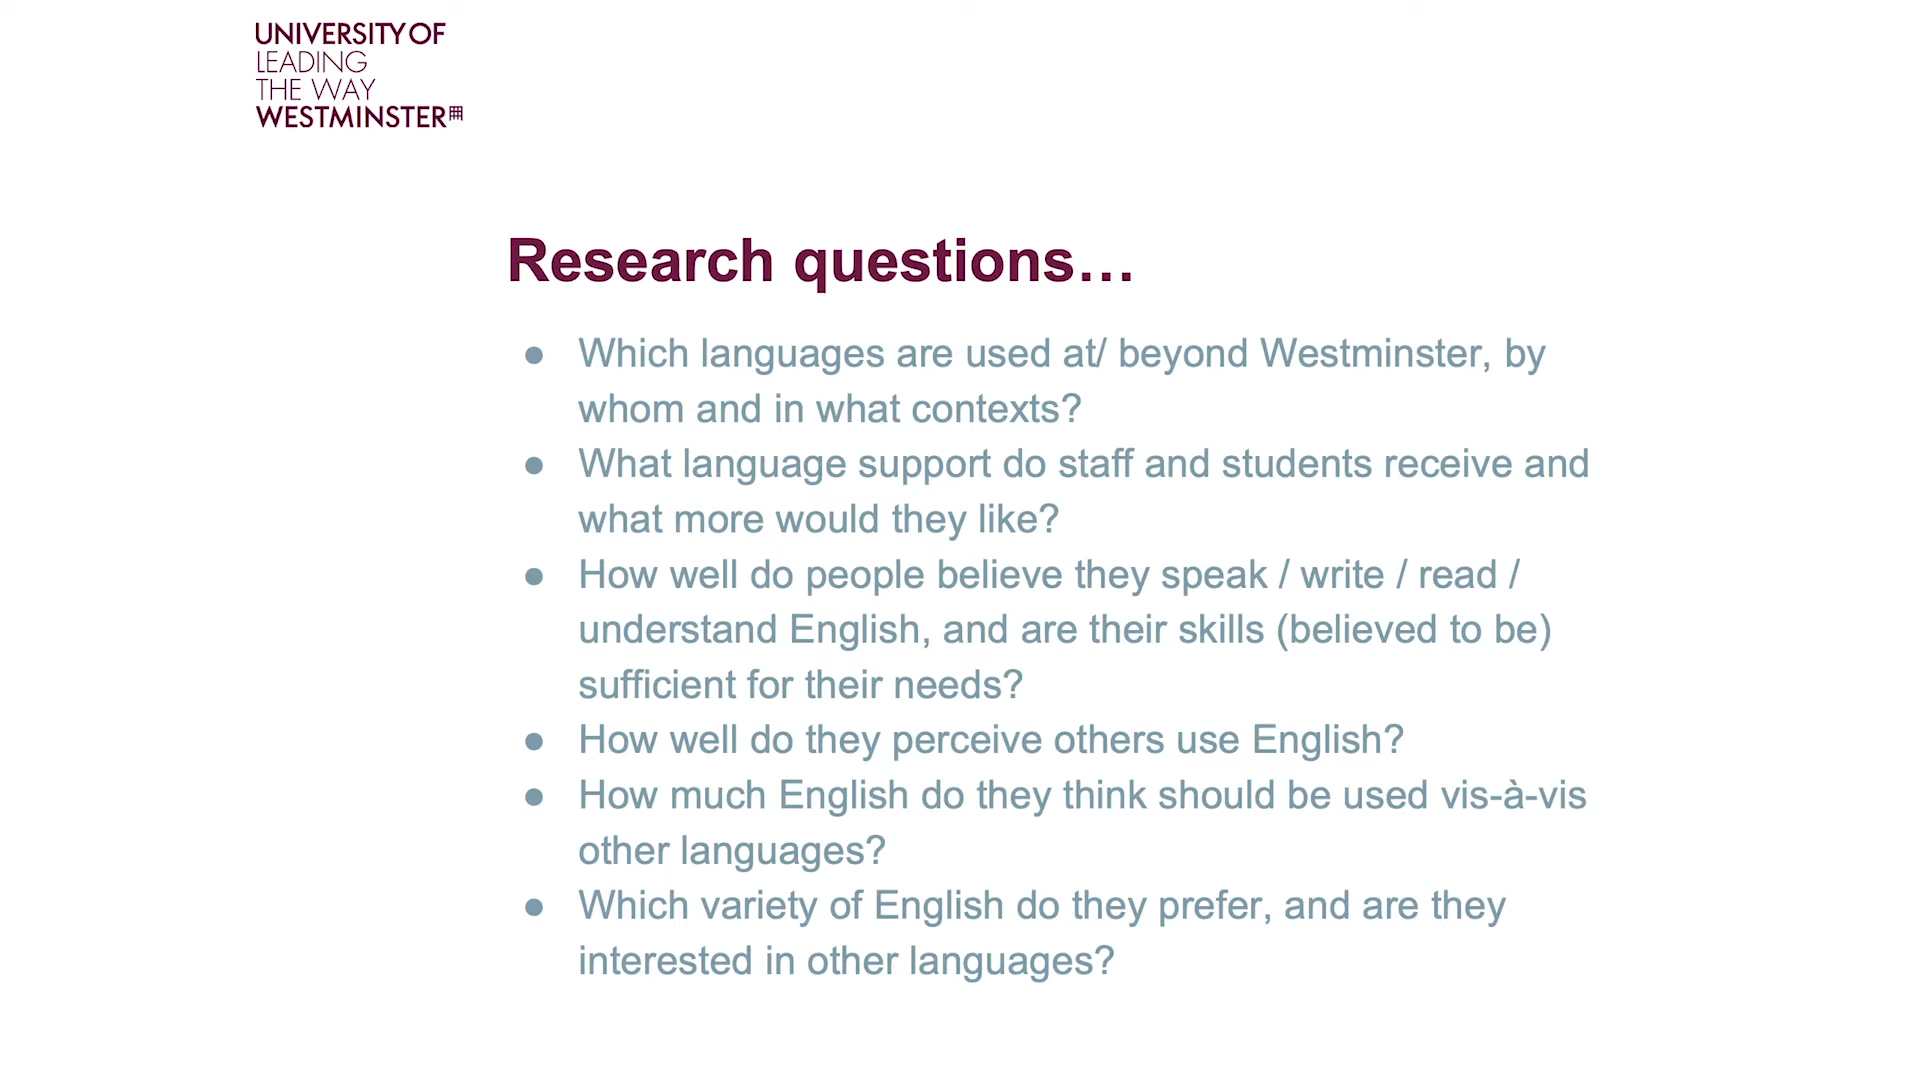 UNIVERSITY OF
LEADING
THE WAY
WESTMINSTER
Research questions…
● Which languages are used at/ beyond Westminster, by
whom and in what contexts?
● What language support do staff and students receive and
what more would they like?
● How well do people believe they speak / write / read /
understand English, and are their skills (believed to be)
sufficient for their needs?
● How well do they perceive others use English?
● How much English do they think should be used vis-à-vis
other languages?
● Which variety of English do they prefer, and are they
interested in other languages?